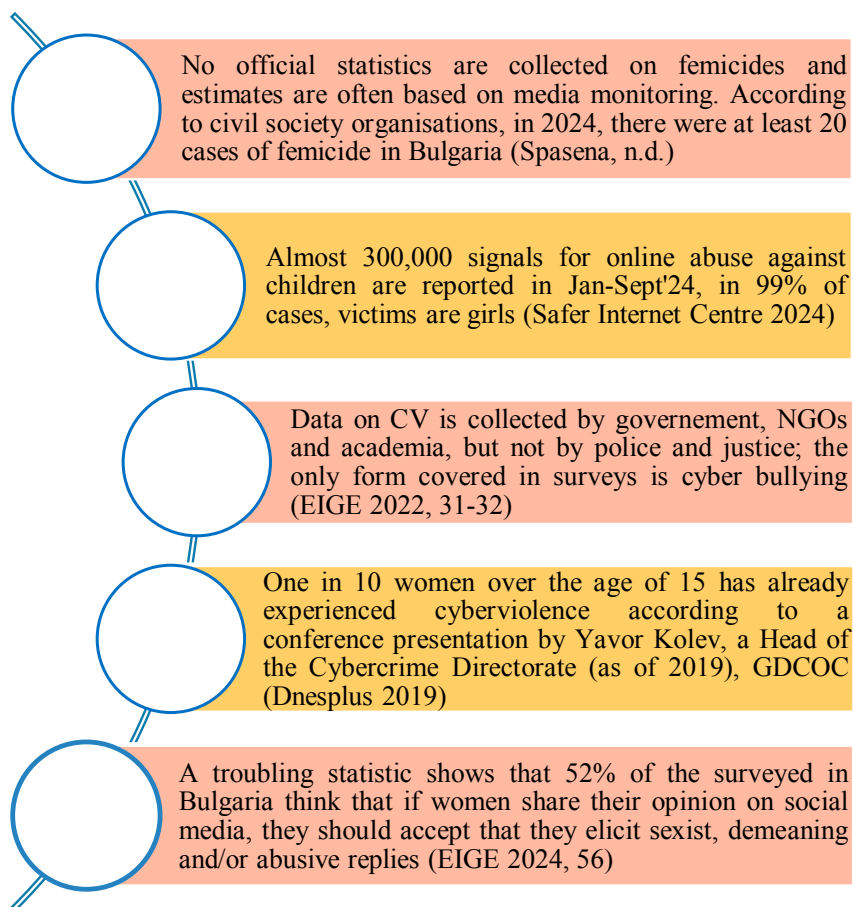 No official statistics are collected on femicides and
estimates are often based on media monitoring. According
to civil society organisations, in 2024, there were at least 20
cases of femicide in Bulgaria (Spasena, n.d.)
Almost 300,000 signals for online abuse against
children are reported in Jan-Sept'24, in 99% of
cases, victims are girls (Safer Internet Centre 2024)
Data on CV is collected by governement, NGOs
and academia, but not by police and justice; the
only form covered in surveys is cyber bullying
(EIGE 2022, 31-32)
One in 10 women over the age of 15 has already
experienced cyberviolence according to a
conference presentation by Yavor Kolev, a Head of
the Cybercrime Directorate (as of 2019), GDCOC
(Dnesplus 2019)
A troubling statistic shows that 52% of the surveyed in
Bulgaria think that if women share their opinion on social
media, they should accept that they elicit sexist, demeaning
and/or abusive replies (EIGE 2024, 56)